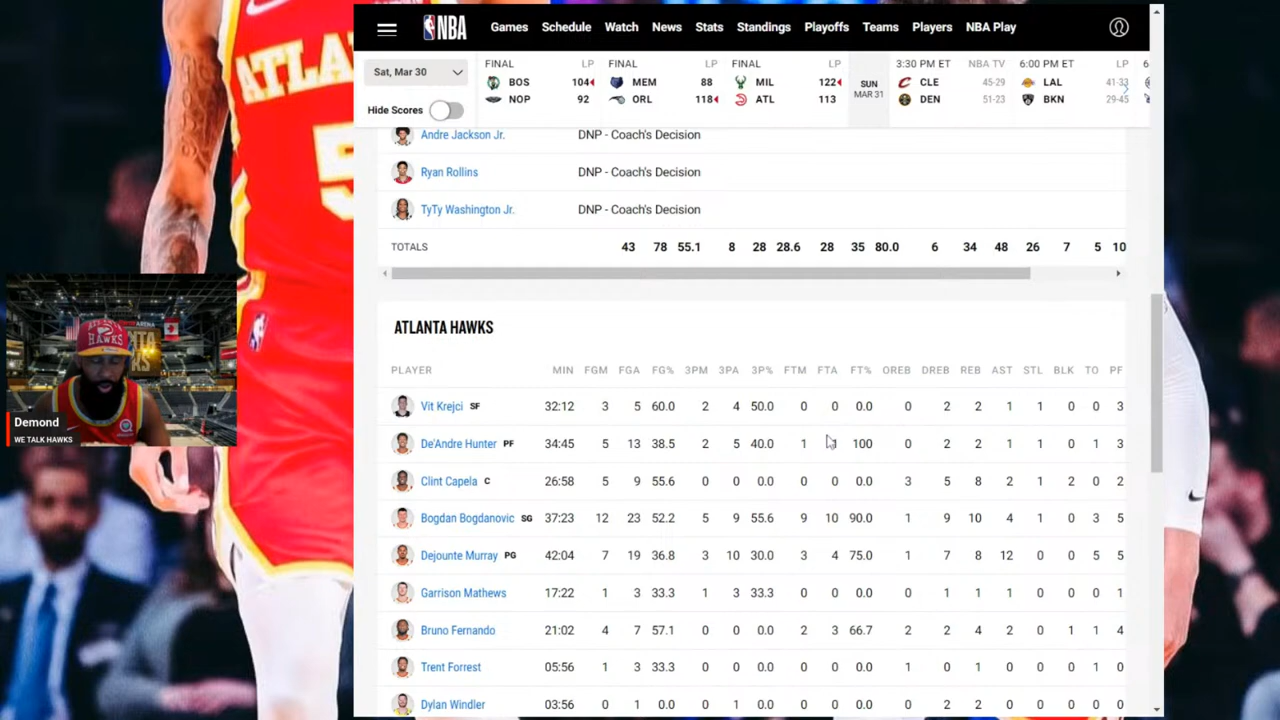 NBA Games Schedule Watch News Stats Standings Playoffs Teams Players NBA Play
Sat, Mar 30
Hide Scores
FINAL LP
BOS 104
NOP 92
FINAL LP
MEM 88
ORL 118
FINAL LP
MIL 122
ATL 113
SUN
MAR 31
3:30 PM ET NBA TV
CLE 45-29
DEN 51-23
6:00 PM ET LP
LAL 41-33
BKN 29-45
6
Andre Jackson Jr. DNP - Coach's Decision
Ryan Rollins DNP - Coach's Decision
TyTy Washington Jr. DNP - Coach's Decision
TOTALS 43 78 55.1 8 28 28.6 28 35 80.0 6 34 48 26 7 5 10
ATLANTA HAWKS
PLAYER MIN FGM FGA FG% 3PM 3PA 3P% FTM FTA FT% OREB DREB REB AST STL BLK TO PF
Vit Krejci SF 32:12 3 5 60.0 2 4 50.0 0 0 0.0 0 2 2 1 1 0 0 3
De'Andre Hunter PF 34:45 5 13 38.5 2 5 40.0 1 1 100 0 2 2 1 1 0 1 3
Clint Capela C 26:58 5 9 55.6 0 0 0.0 0 0 0.0 3 5 8 2 1 2 0 2
Bogdan Bogdanovic SG 37:23 12 23 52.2 5 9 55.6 9 10 90.0 1 9 10 4 1 0 3 5
Dejounte Murray PG 42:04 7 19 36.8 3 10 30.0 3 4 75.0 1 7 8 12 0 0 5 5
Garrison Mathews 17:22 1 3 33.3 1 3 33.3 0 0 0.0 0 1 1 1 0 0 0 1
Bruno Fernando 21:02 4 7 57.1 0 0 0.0 2 3 66.7 2 2 4 2 0 1 1 4
Trent Forrest 05:56 1 3 33.3 0 0 0.0 0 0 0.0 1 0 1 0 0 0 1 0
Dylan Windler 03:56 0 1 0.0 0 1 0.0 0 0 0.0 0 2 2 0 0 0 0 0
ATLANTA
5
ARENA
HAWKS
Demond
WE TALK HAWKS